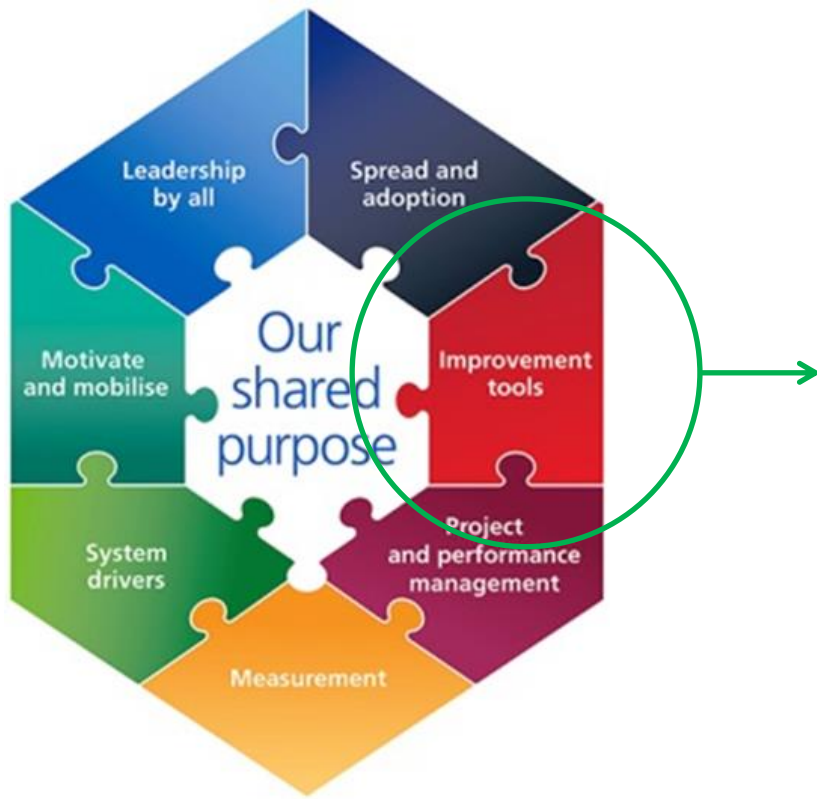 Leadership
by all
Spread and
adoption
Our
shared
purpose
Motivate
and mobilise
Improvement
tools
System
drivers
Project
and performance
management
Measurement